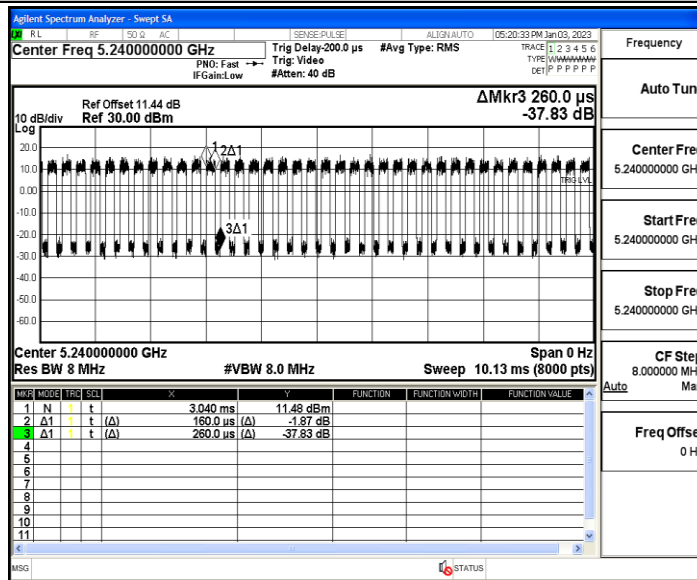 Agilent Spectrum Analyzer - Swept SA
RL RF 50 Ω AC SENSE:PULSE ALIGN AUTO 05:20:33 PM Jan 03, 2023
Center Freq 5.240000000 GHz
PNO: Fast
IFGain:Low
Trig Delay-200.0 µs
Trig: Video
#Atten: 40 dB
#Avg Type: RMS
TRACE 1 2 3 4 5 6
TYPE WWWWWW
DET P P P P P P
Ref Offset 11.44 dB
10 dB/div Ref 30.00 dBm
Log
ΔMkr3 260.0 µs
-37.83 dB
20.0
10.0
0.00
-10.0
-20.0
-30.0
-40.0
-50.0
-60.0
1 2Δ1
3Δ1
TRIG LVL
Center 5.240000000 GHz Span 0 Hz
Res BW 8 MHz #VBW 8.0 MHz Sweep 10.13 ms (8000 pts)
MKR MODE TRC SCL X Y FUNCTION FUNCTION WIDTH FUNCTION VALUE
1 N 1 t 3.040 ms 11.48 dBm
2 Δ1 1 t (Δ) 160.0 µs (Δ) -1.87 dB
3 Δ1 1 t (Δ) 260.0 µs (Δ) -37.83 dB
4
5
6
7
8
9
10
11
MSG STATUS
Frequency
Auto Tun
Center Fre
5.240000000 GH
Start Fre
5.240000000 GH
Stop Fre
5.240000000 GH
CF Ste
8.000000 MH
Auto Ma
Freq Offse
0 H